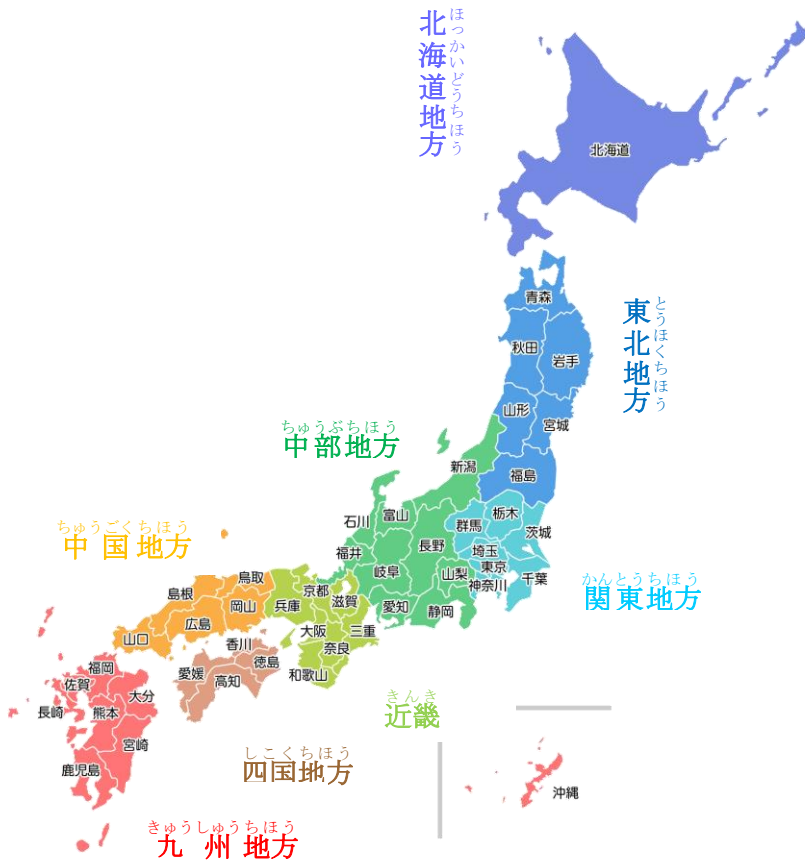 ほっかいどうちほう
北海道地方
北海道
青森
とうほくちほう
東北地方
秋田
岩手
山形
宮城
ちゅうぶちほう
中部地方
新潟
福島
石川
富山
群馬
栃木
茨城
ちゅうごくちほう
中国地方
福井
長野
埼玉
岐阜
山梨
東京
千葉
神奈川
かんとうちほう
関東地方
島根
鳥取
兵庫
京都
滋賀
愛知
静岡
岡山
広島
山口
大阪
三重
香川
奈良
福岡
佐賀
愛媛
徳島
高知
和歌山
大分
長崎
熊本
きんき
近畿
宮崎
しこくちほう
四国地方
鹿児島
沖縄
きゅうしゅうちほう
九州地方